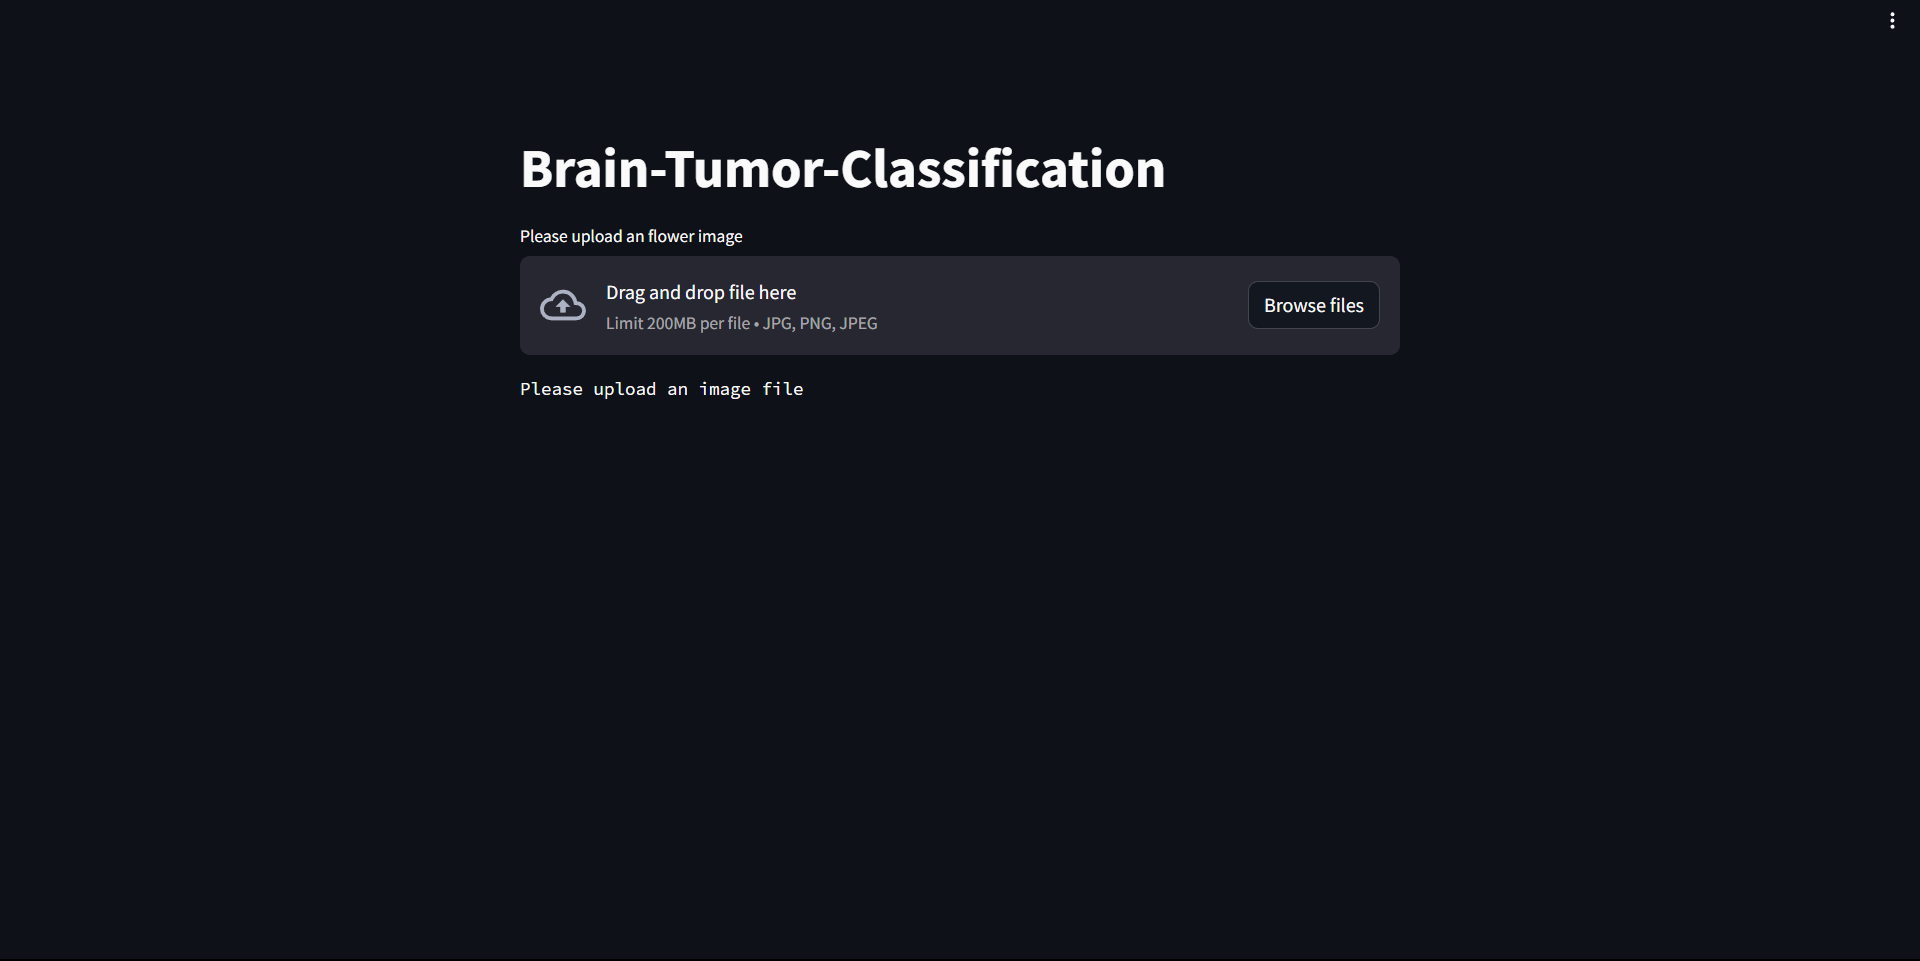 Brain-Tumor-Classification
Please upload an flower image
Drag and drop file here
Limit 200MB per file • JPG, PNG, JPEG
Browse files
Please upload an image file